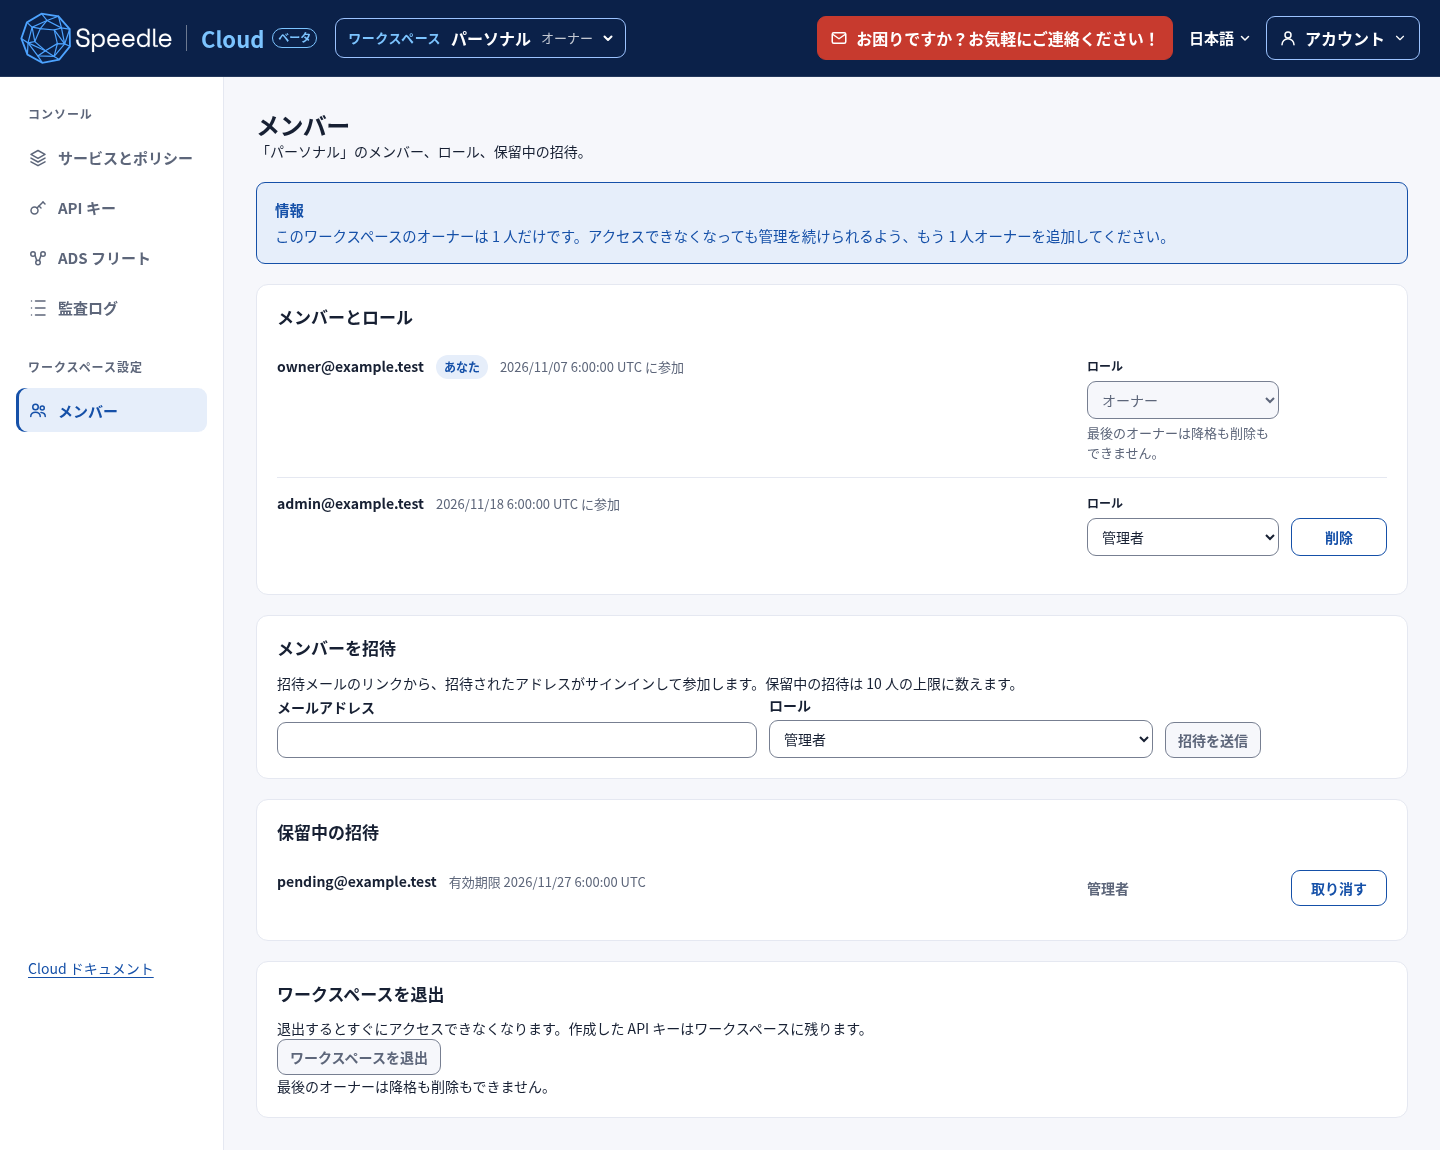 Speedle
Cloud ベータ
ワークスペース パーソナル オーナー
お困りですか？お気軽にご連絡ください！
日本語
アカウント
コンソール
サービスとポリシー
API キー
ADS フリート
監査ログ
ワークスペース設定
メンバー
Cloud ドキュメント
メンバー
「パーソナル」のメンバー、ロール、保留中の招待。
情報
このワークスペースのオーナーは 1 人だけです。アクセスできなくなっても管理を続けられるよう、もう 1 人オーナーを追加してください。
メンバーとロール
owner@example.test あなた 2026/11/07 6:00:00 UTC に参加
ロール
オーナー
最後のオーナーは降格も削除も
できません。
admin@example.test 2026/11/18 6:00:00 UTC に参加
ロール
管理者 削除
メンバーを招待
招待メールのリンクから、招待されたアドレスがサインインして参加します。保留中の招待は 10 人の上限に数えます。
メールアドレス
ロール
管理者
招待を送信
保留中の招待
pending@example.test 有効期限 2026/11/27 6:00:00 UTC
管理者 取り消す
ワークスペースを退出
退出するとすぐにアクセスできなくなります。作成した API キーはワークスペースに残ります。
ワークスペースを退出
最後のオーナーは降格も削除もできません。